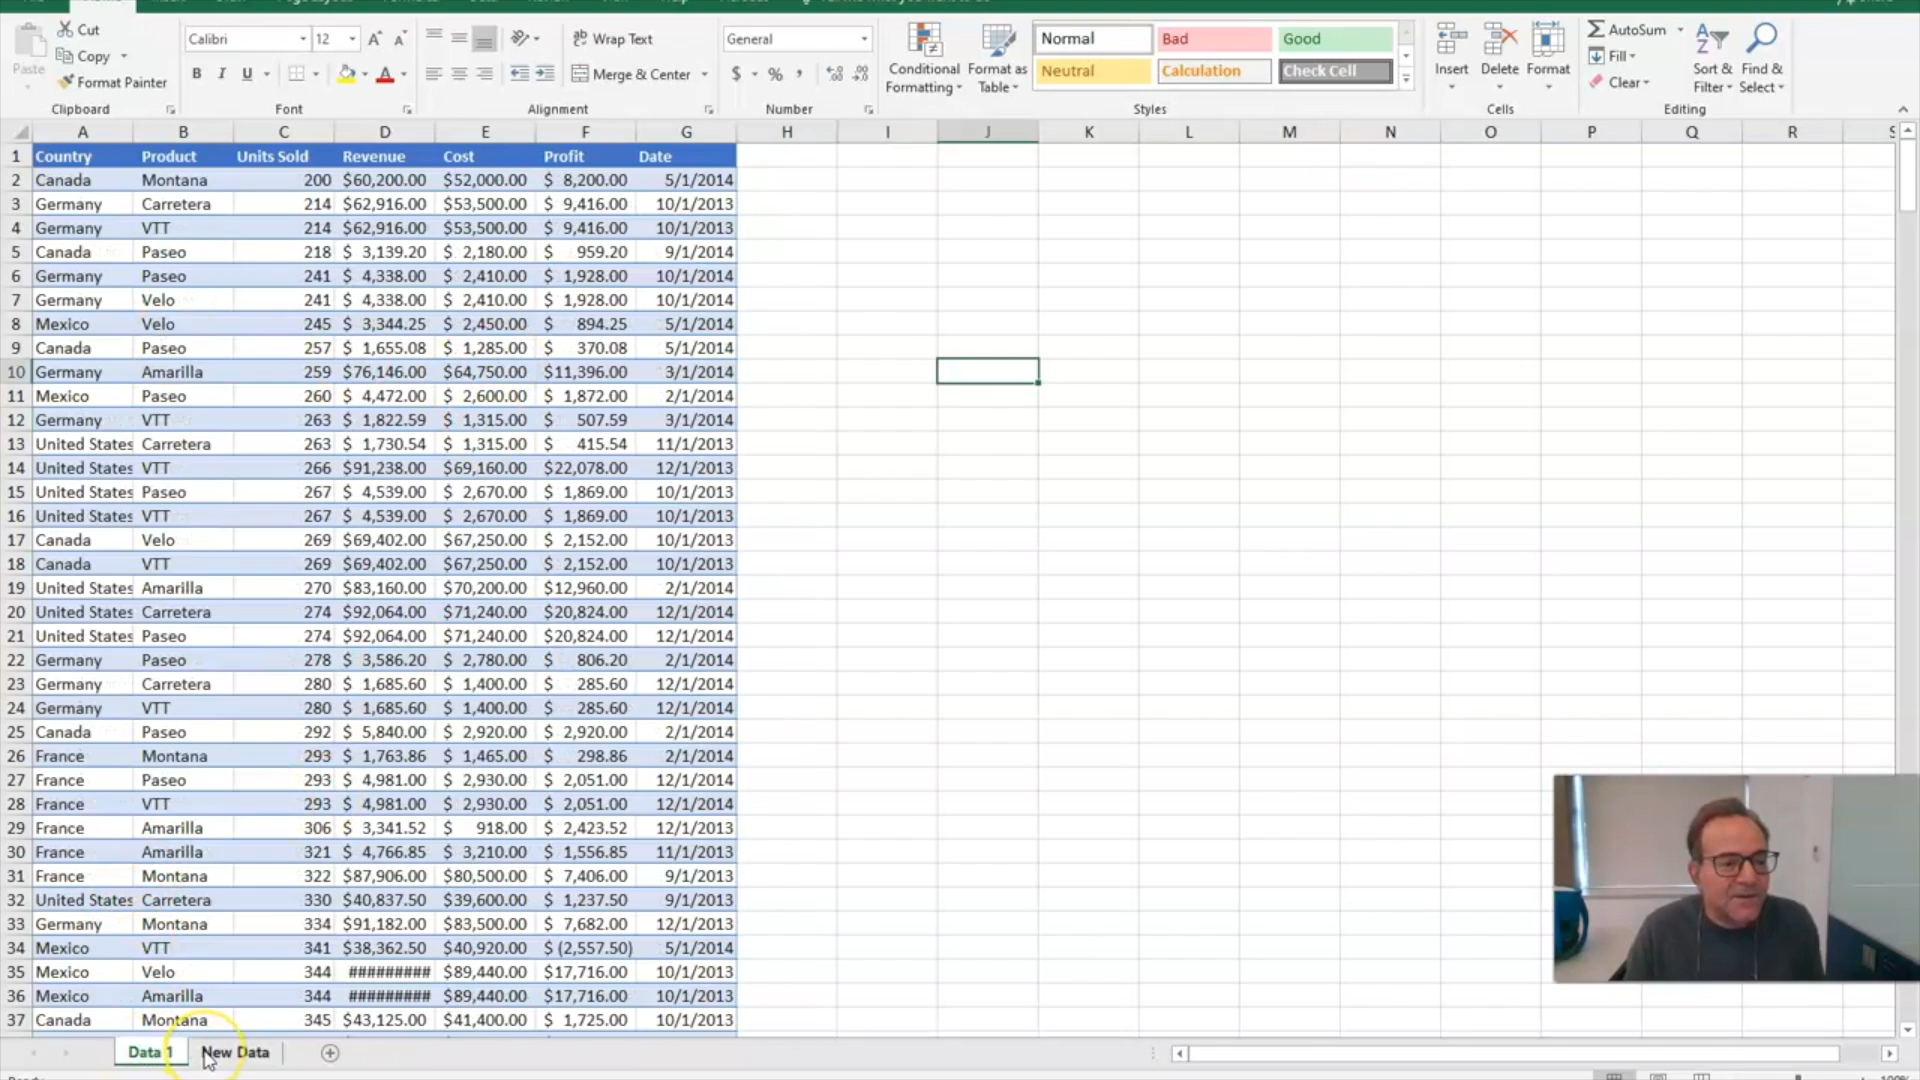 Cut
Copy
Format Painter
Paste
Clipboard
Calibri 12
B I U
Font
Wrap Text
Merge & Center
Alignment
General
$ % ,
Number
Conditional Formatting
Format as Table
Normal Bad Good
Neutral Calculation Check Cell
Styles
Insert Delete Format
Cells
AutoSum
Fill
Clear
Sort & Filter
Find & Select
Editing
A B C D E F G H I J K L M N O P Q R S
1 Country Product Units Sold Revenue Cost Profit Date
2 Canada Montana 200 $60,200.00 $52,000.00 $ 8,200.00 5/1/2014
3 Germany Carretera 214 $62,916.00 $53,500.00 $ 9,416.00 10/1/2013
4 Germany VTT 214 $62,916.00 $53,500.00 $ 9,416.00 10/1/2013
5 Canada Paseo 218 $ 3,139.20 $ 2,180.00 $ 959.20 9/1/2014
6 Germany Paseo 241 $ 4,338.00 $ 2,410.00 $ 1,928.00 10/1/2014
7 Germany Velo 241 $ 4,338.00 $ 2,410.00 $ 1,928.00 10/1/2014
8 Mexico Velo 245 $ 3,344.25 $ 2,450.00 $ 894.25 5/1/2014
9 Canada Paseo 257 $ 1,655.08 $ 1,285.00 $ 370.08 5/1/2014
10 Germany Amarilla 259 $76,146.00 $64,750.00 $11,396.00 3/1/2014
11 Mexico Paseo 260 $ 4,472.00 $ 2,600.00 $ 1,872.00 2/1/2014
12 Germany VTT 263 $ 1,822.59 $ 1,315.00 $ 507.59 3/1/2014
13 United States Carretera 263 $ 1,730.54 $ 1,315.00 $ 415.54 11/1/2013
14 United States VTT 266 $91,238.00 $69,160.00 $22,078.00 12/1/2013
15 United States Paseo 267 $ 4,539.00 $ 2,670.00 $ 1,869.00 10/1/2013
16 United States VTT 267 $ 4,539.00 $ 2,670.00 $ 1,869.00 10/1/2013
17 Canada Velo 269 $69,402.00 $67,250.00 $ 2,152.00 10/1/2013
18 Canada VTT 269 $69,402.00 $67,250.00 $ 2,152.00 10/1/2013
19 United States Amarilla 270 $83,160.00 $70,200.00 $12,960.00 2/1/2014
20 United States Carretera 274 $92,064.00 $71,240.00 $20,824.00 12/1/2014
21 United States Paseo 274 $92,064.00 $71,240.00 $20,824.00 12/1/2014
22 Germany Paseo 278 $ 3,586.20 $ 2,780.00 $ 806.20 2/1/2014
23 Germany Carretera 280 $ 1,685.60 $ 1,400.00 $ 285.60 12/1/2014
24 Germany VTT 280 $ 1,685.60 $ 1,400.00 $ 285.60 12/1/2014
25 Canada Paseo 292 $ 5,840.00 $ 2,920.00 $ 2,920.00 2/1/2014
26 France Montana 293 $ 1,763.86 $ 1,465.00 $ 298.86 2/1/2014
27 France Paseo 293 $ 4,981.00 $ 2,930.00 $ 2,051.00 12/1/2014
28 France VTT 293 $ 4,981.00 $ 2,930.00 $ 2,051.00 12/1/2014
29 France Amarilla 306 $ 3,341.52 $ 918.00 $ 2,423.52 12/1/2013
30 France Amarilla 321 $ 4,766.85 $ 3,210.00 $ 1,556.85 11/1/2013
31 France Montana 322 $87,906.00 $80,500.00 $ 7,406.00 9/1/2013
32 United States Carretera 330 $40,837.50 $39,600.00 $ 1,237.50 9/1/2013
33 Germany Montana 334 $91,182.00 $83,500.00 $ 7,682.00 12/1/2013
34 Mexico VTT 341 $38,362.50 $40,920.00 $ (2,557.50) 5/1/2014
35 Mexico Velo 344 ######### $89,440.00 $17,716.00 10/1/2013
36 Mexico Amarilla 344 ######### $89,440.00 $17,716.00 10/1/2013
37 Canada Montana 345 $43,125.00 $41,400.00 $ 1,725.00 10/1/2013
Data 1 New Data